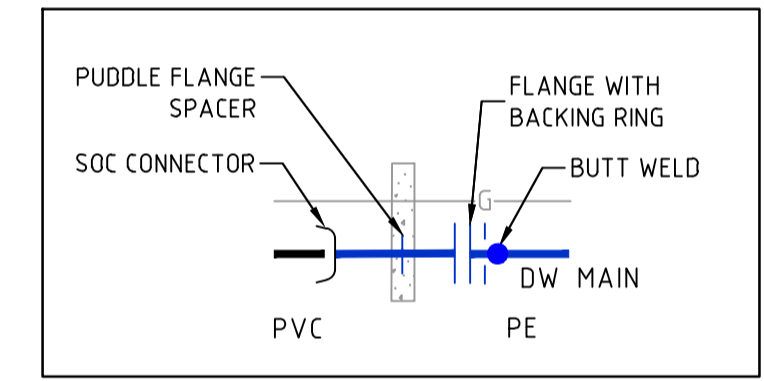 PUDDLE FLANGE
SPACER
FLANGE WITH
BACKING RING
SOC CONNECTOR
BUTT WELD
G
DW MAIN
PVC
PE